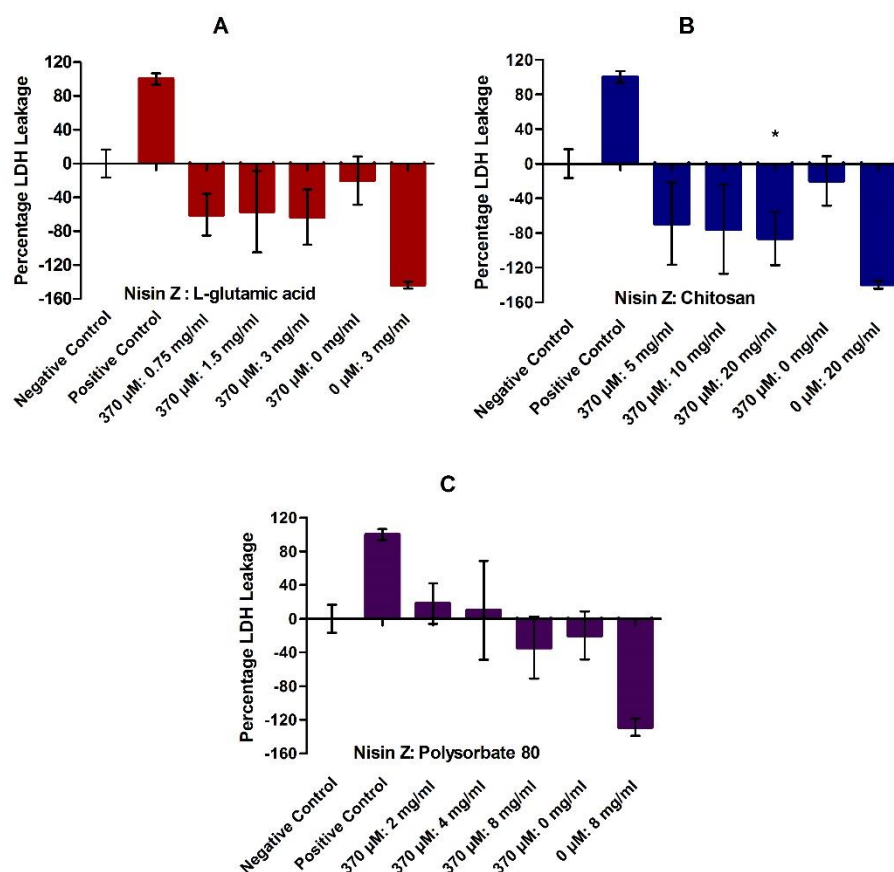 A
Percentage LDH Leakage
120
80
40
0
-40
-80
-120
-160
Nisin Z : L-glutamic acid
Negative Control
Positive Control
370 µM: 0.75 mg/ml
370 µM: 1.5 mg/ml
370 µM: 3 mg/ml
370 µM: 0 mg/ml
0 µM: 3 mg/ml
B
Percentage LDH Leakage
120
80
40
0
-40
-80
-120
-160
*
Nisin Z: Chitosan
Negative Control
Positive Control
370 µM: 5 mg/ml
370 µM: 10 mg/ml
370 µM: 20 mg/ml
370 µM: 0 mg/ml
0 µM: 20 mg/ml
C
Percentage LDH Leakage
120
80
40
0
-40
-80
-120
-160
Nisin Z: Polysorbate 80
Negative Control
Positive Control
370 µM: 2 mg/ml
370 µM: 4 mg/ml
370 µM: 8 mg/ml
370 µM: 0 mg/ml
0 µM: 8 mg/ml